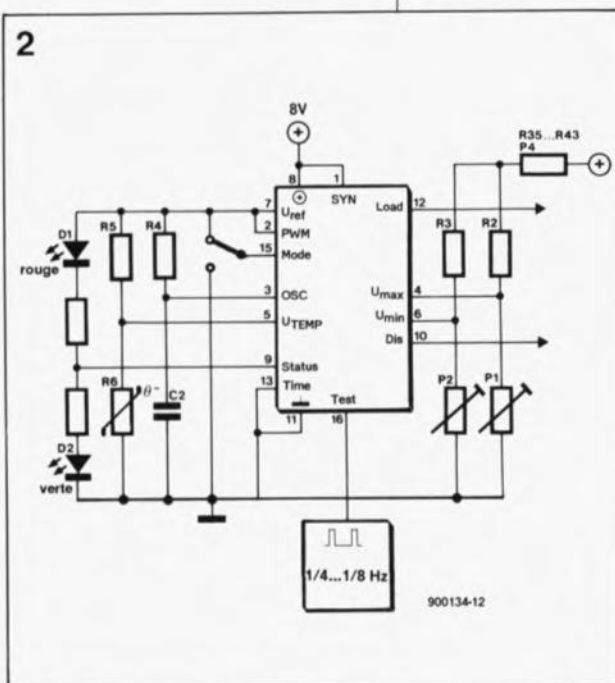 2
8V
R35...R43
P4
8
1
SYN
Load
12
7
Uref
2
PWM
15
Mode
R5
R4
R3
R2
D1
rouge
3
OSC
Umax
4
5
UTEMP
Umin
6
Dis
10
9
Status
13
Time
Test
11
16
R6
θ-
C2
P2
P1
D2
verte
1/4...1/8 Hz
900134-12